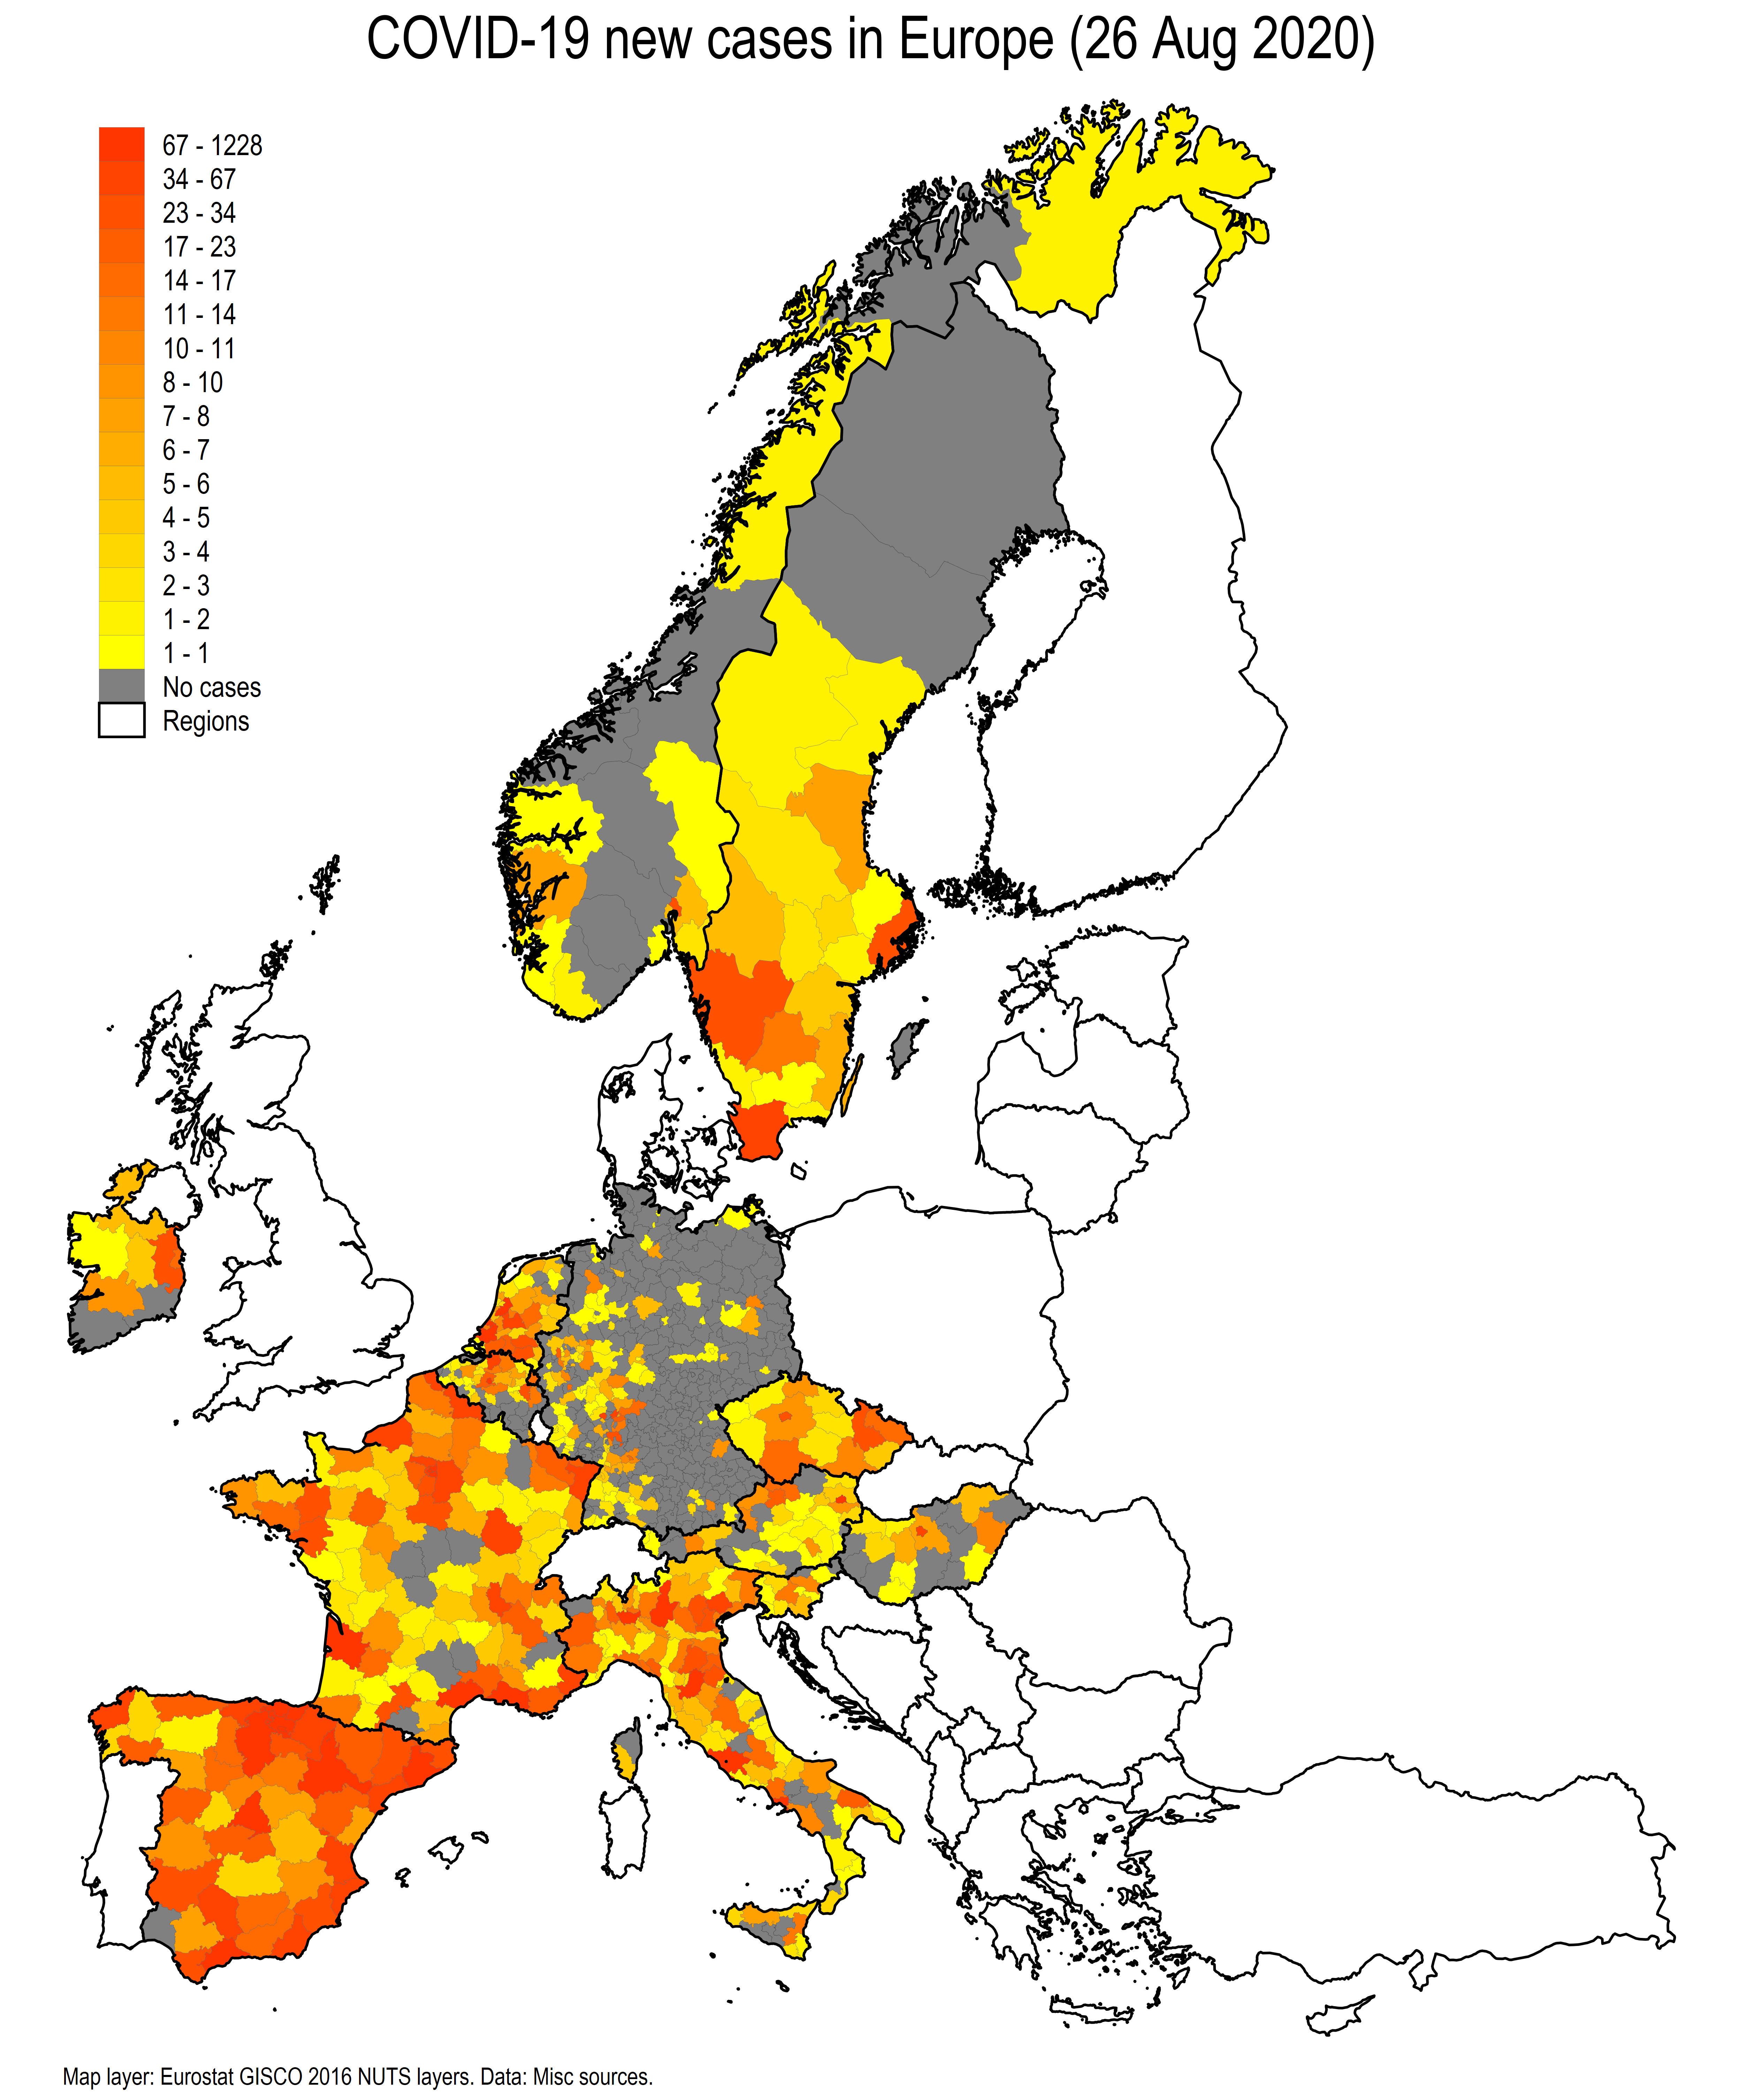 COVID-19 new cases in Europe (26 Aug 2020)
67 - 1228
34 - 67
23 - 34
17 - 23
14 - 17
11 - 14
10 - 11
8 - 10
7 - 8
6 - 7
5 - 6
4 - 5
3 - 4
2 - 3
1 - 2
1 - 1
No cases
Regions
Map layer: Eurostat GISCO 2016 NUTS layers. Data: Misc sources.